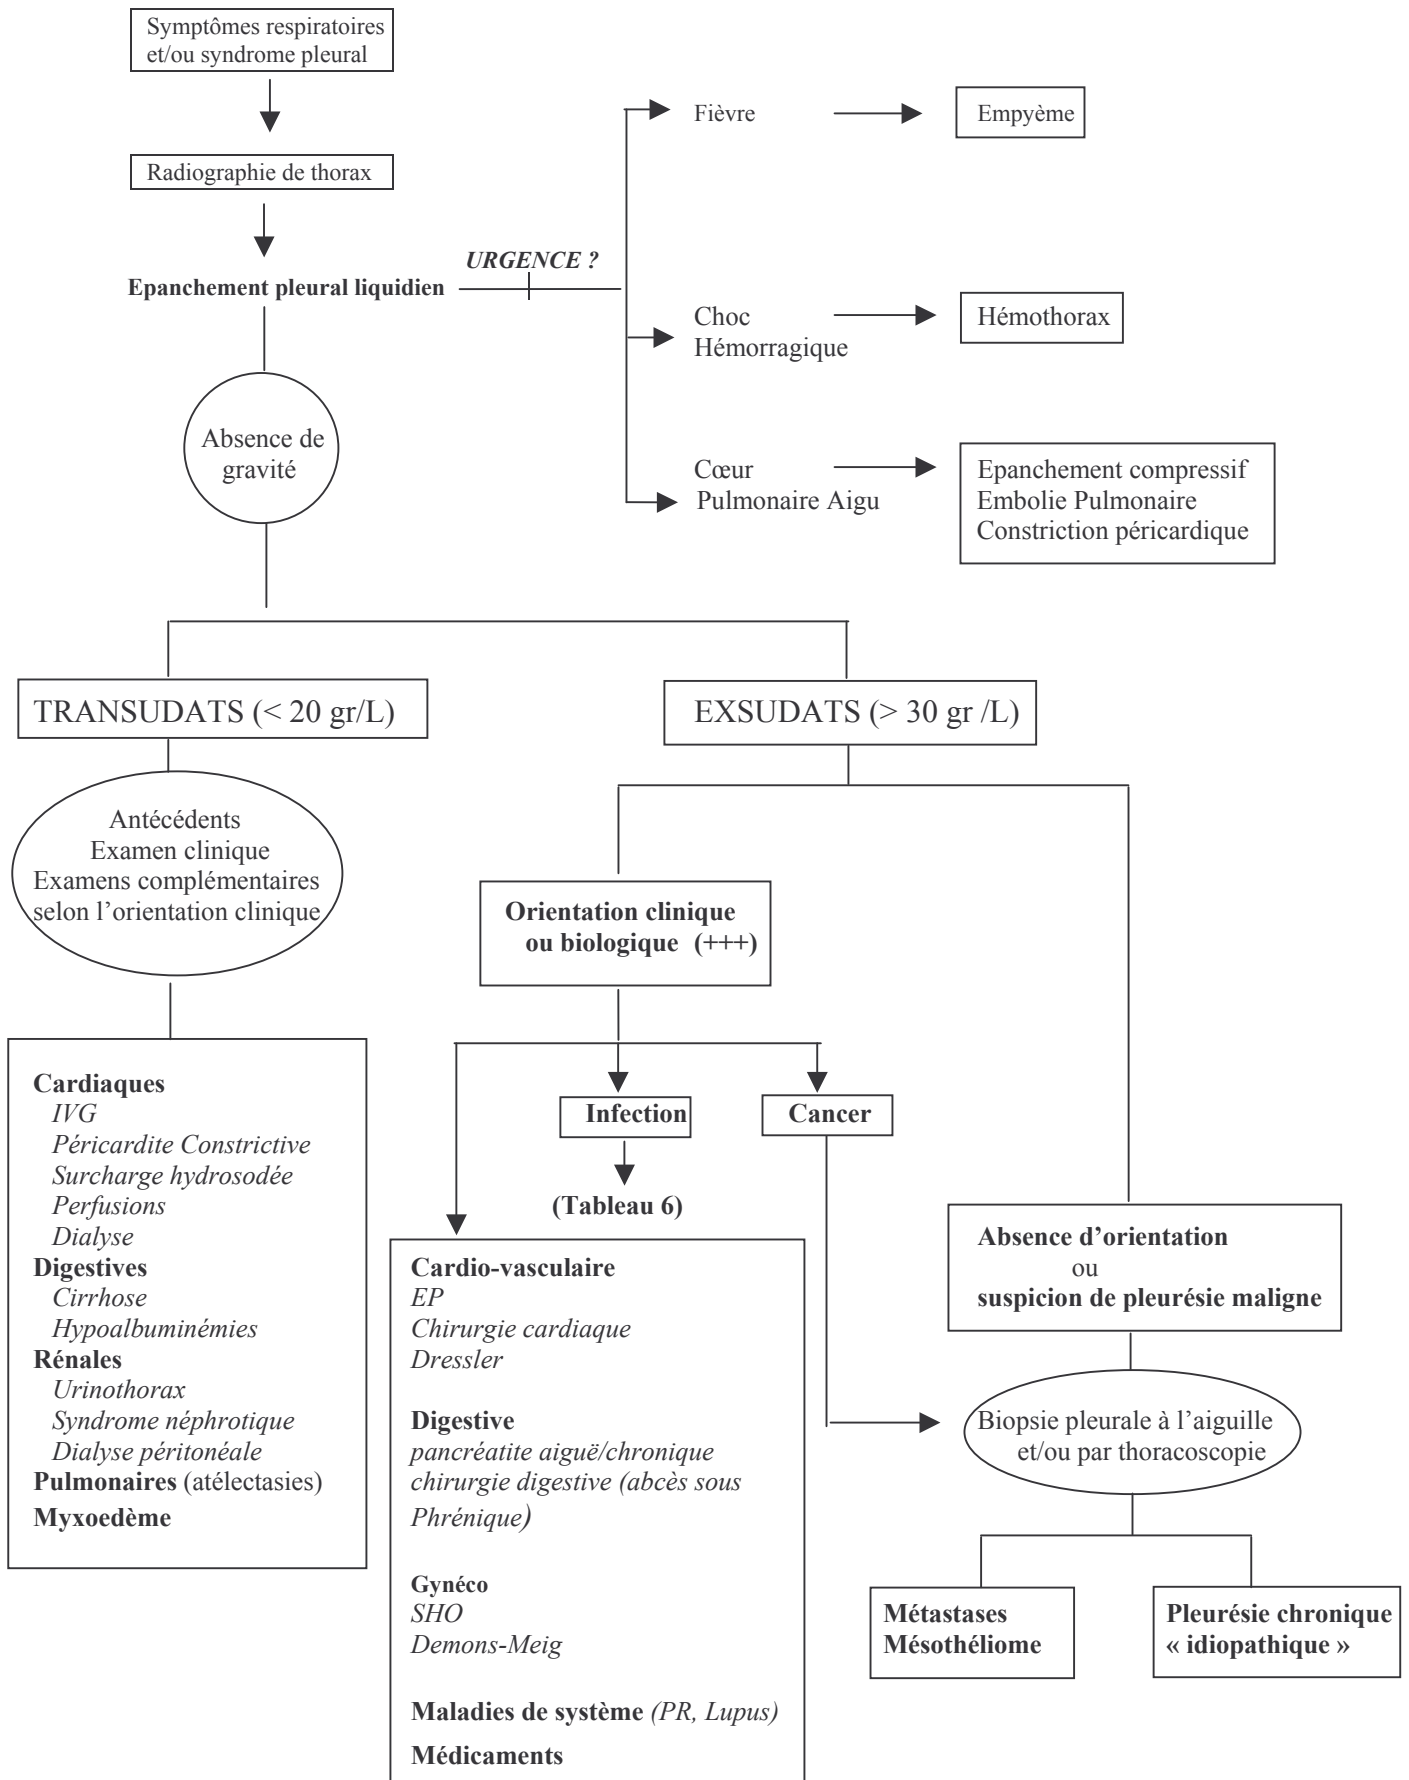 Symptômes respiratoires
et/ou syndrome pleural
Radiographie de thorax
Epanchement pleural liquidien
URGENCE ?
Fièvre
Empyème
Choc
Hémorragique
Hémothorax
Cœur
Pulmonaire Aigu
Epanchement compressif
Embolie Pulmonaire
Constriction péricardique
Absence de
gravité
TRANSUDATS (< 20 gr/L)
EXSUDATS (> 30 gr /L)
Antécédents
Examen clinique
Examens complémentaires
selon l’orientation clinique
Orientation clinique
ou biologique (+++)
Cardiaques
IVG
Péricardite Constrictive
Surcharge hydrosodée
Perfusions
Dialyse
Digestives
Cirrhose
Hypoalbuminémies
Rénales
Urinothorax
Syndrome néphrotique
Dialyse péritonéale
Pulmonaires (atélectasies)
Myxoedème
Infection
Cancer
(Tableau 6)
Cardio-vasculaire
EP
Chirurgie cardiaque
Dressler
Digestive
pancréatite aiguë/chronique
chirurgie digestive (abcès sous
Phrénique)
Gynéco
SHO
Demons-Meig
Maladies de système (PR, Lupus)
Médicaments
Absence d’orientation
ou
suspicion de pleurésie maligne
Biopsie pleurale à l’aiguille
et/ou par thoracoscopie
Métastases
Mésothéliome
Pleurésie chronique
« idiopathique »